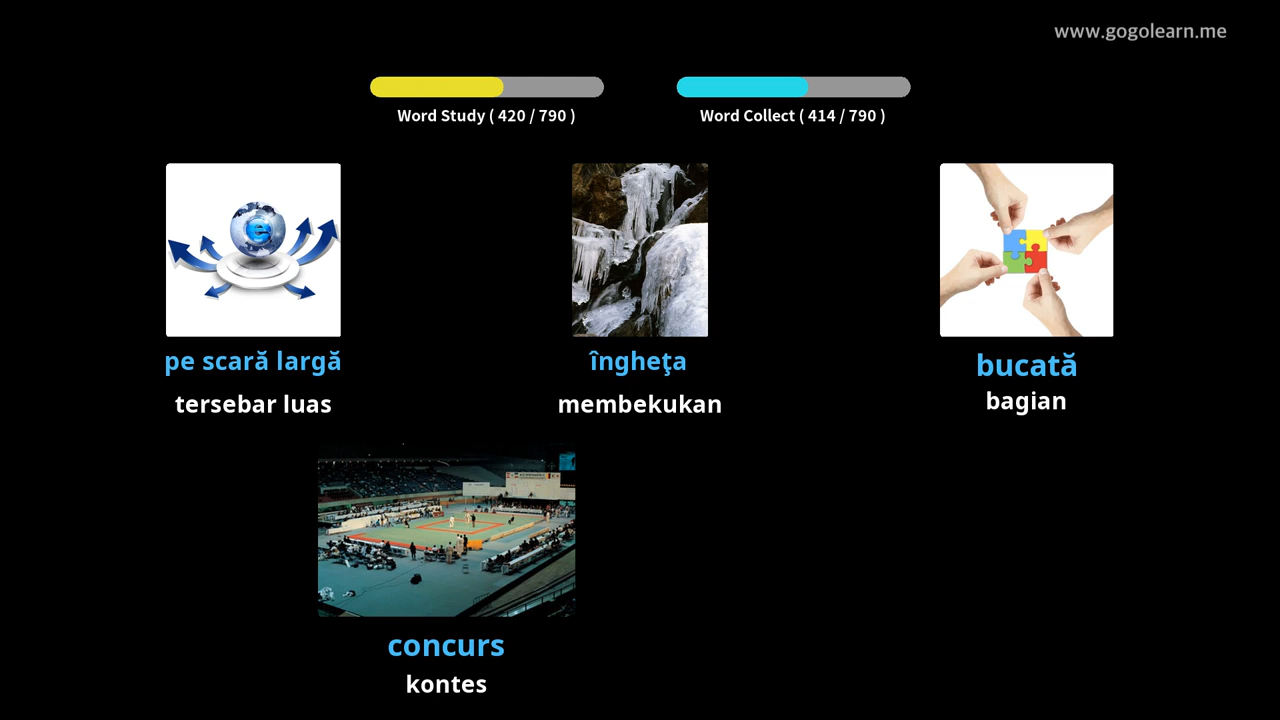 www.gogolearn.me
Word Study ( 420 / 790 )
Word Collect ( 414 / 790 )
pe scară largă
tersebar luas
îngheţa
membekukan
bucată
bagian
concurs
kontes